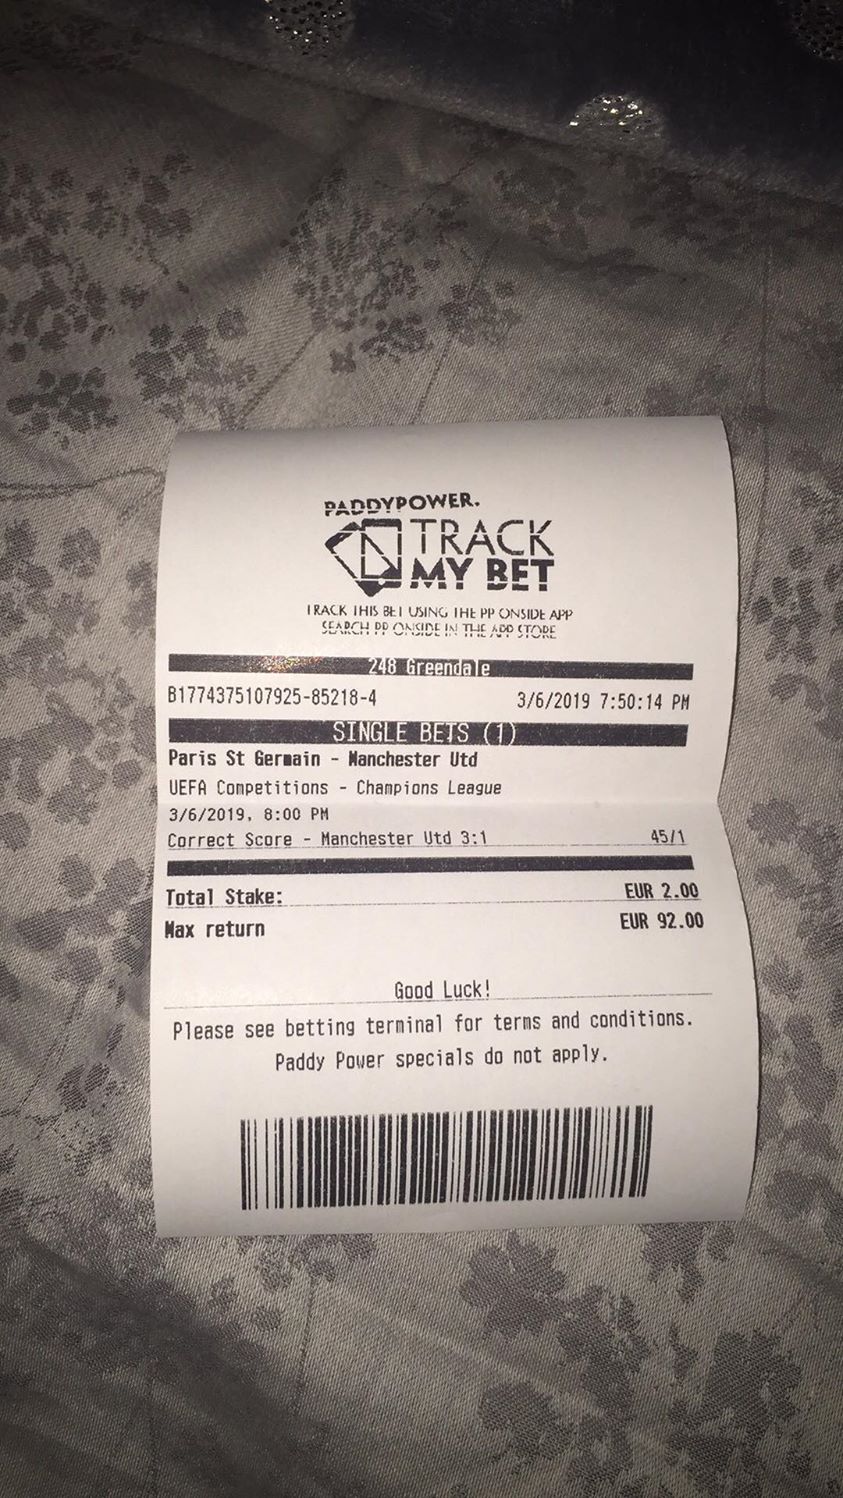 PADDYPOWER.
TRACK
MY BET
TRACK THIS BET USING THE PP ONSIDE APP
SEARCH PP ONSIDE IN THE APP STORE
248 Greendale
B1774375107925-85218-4 3/6/2019 7:50:14 PM
SINGLE BETS (1)
Paris St Germain - Manchester Utd
UEFA Competitions - Champions League
3/6/2019, 8:00 PM
Correct Score - Manchester Utd 3:1 45/1
Total Stake: EUR 2.00
Max return EUR 92.00
Good Luck!
Please see betting terminal for terms and conditions.
Paddy Power specials do not apply.